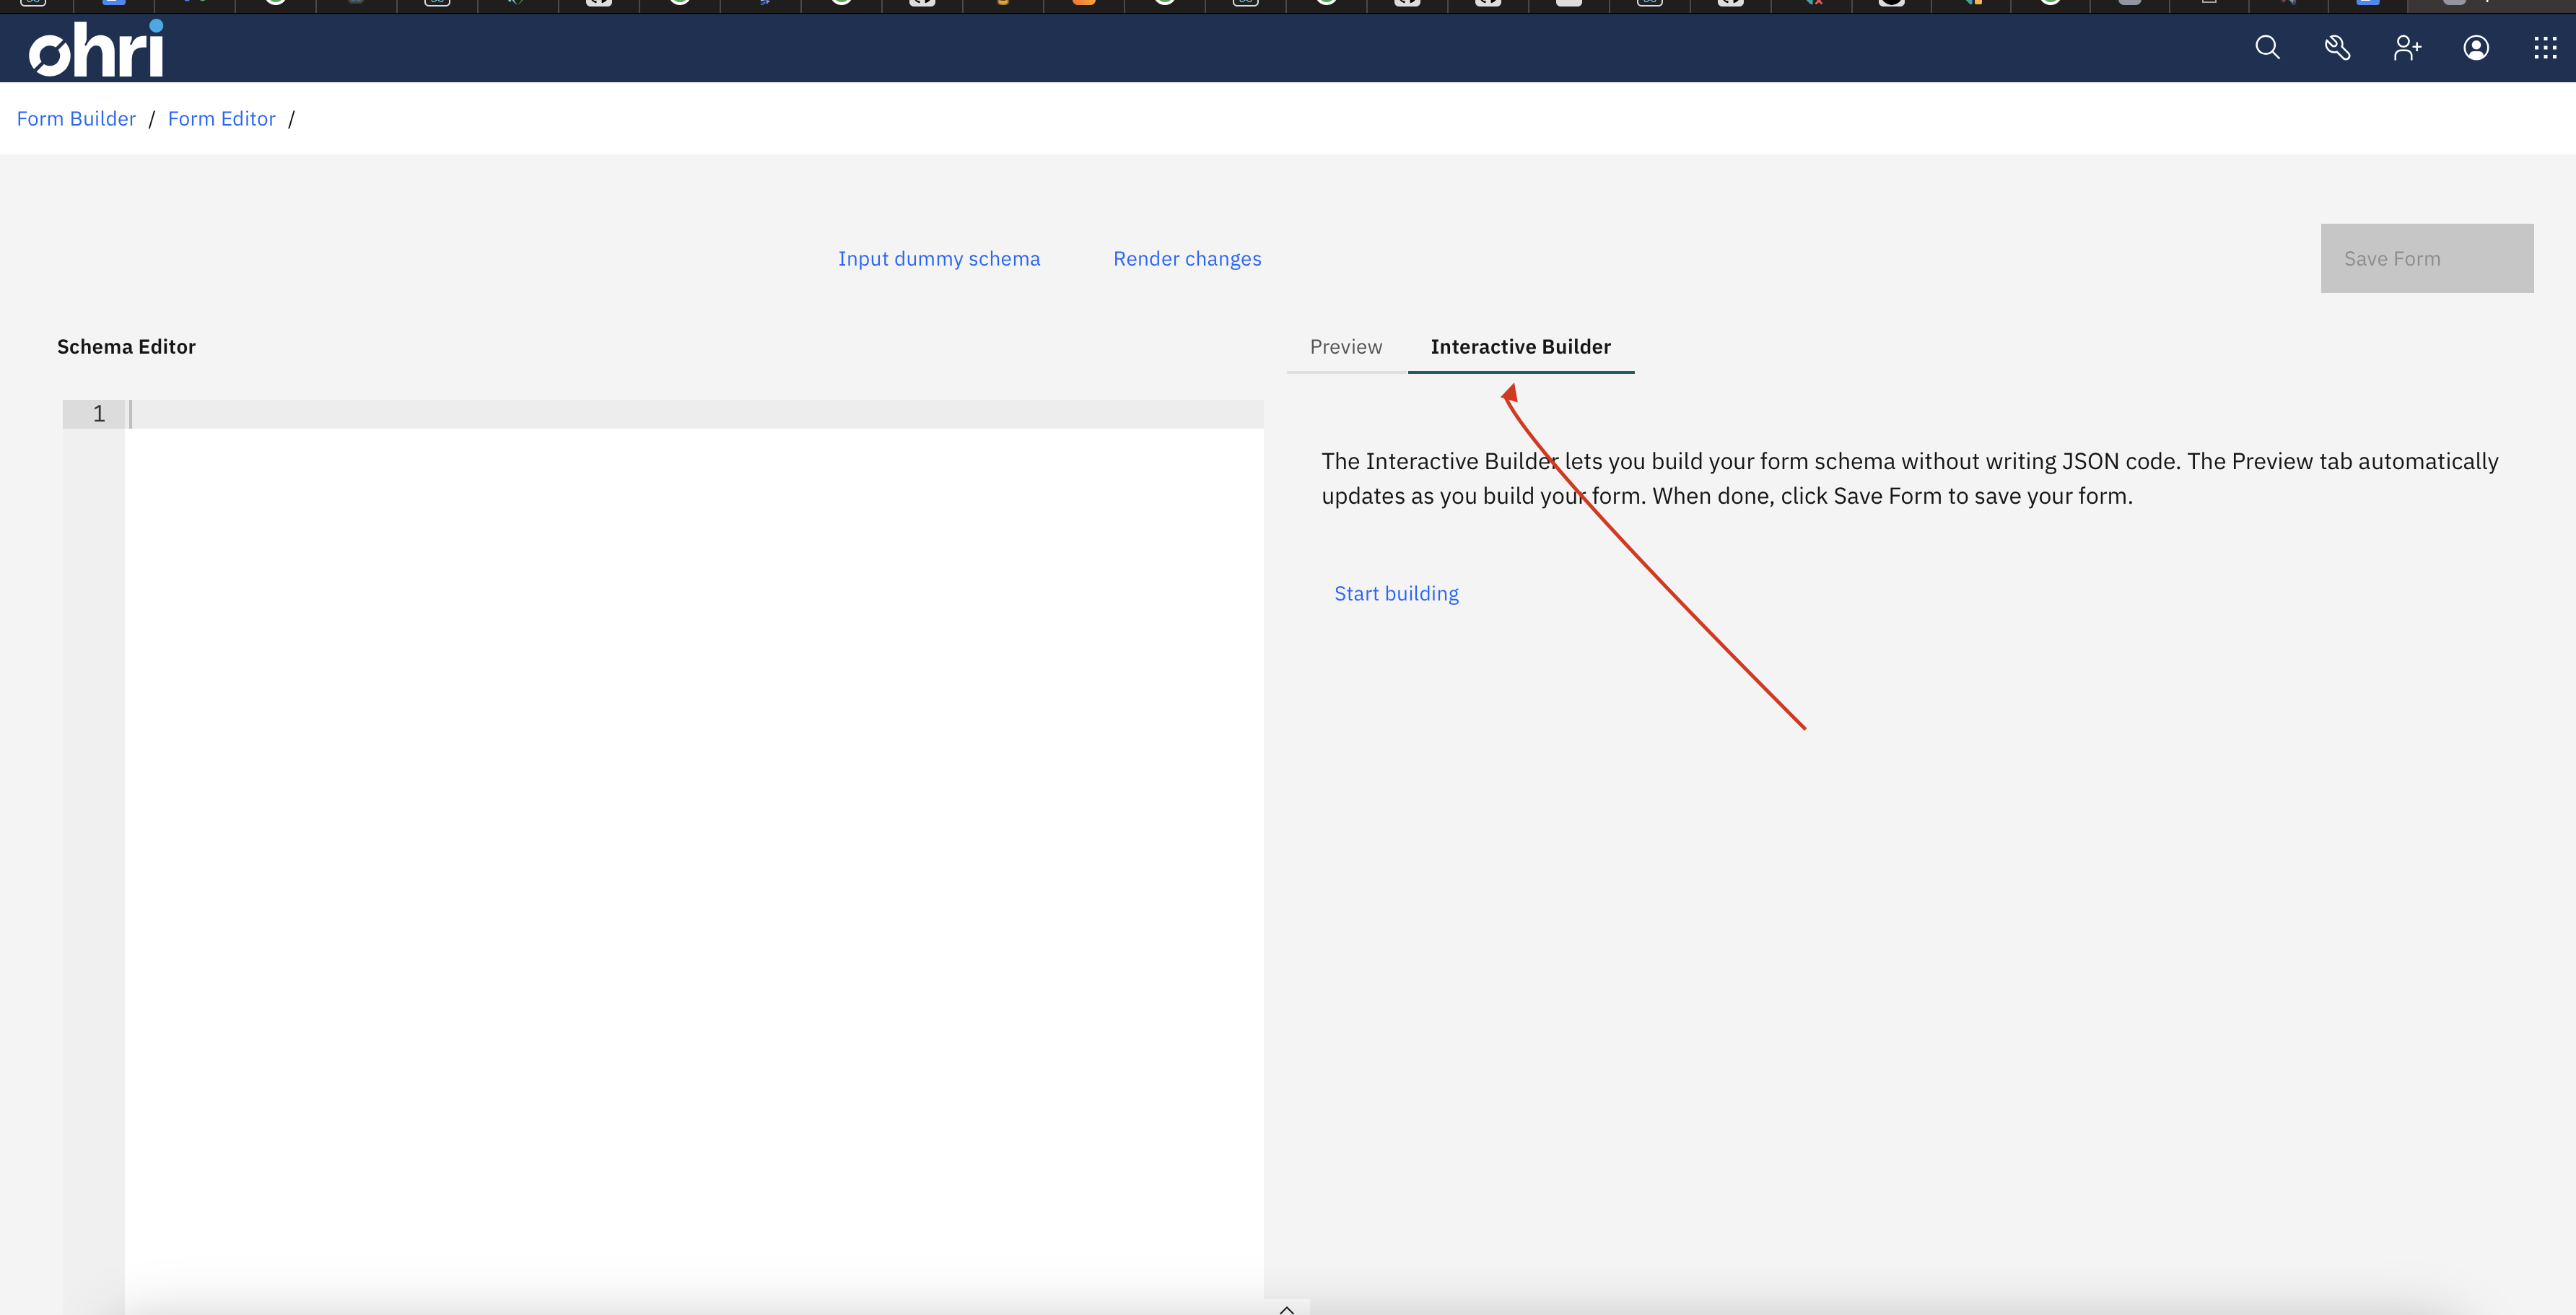 ohri
Form Builder / Form Editor /
Input dummy schema
Render changes
Save Form
Schema Editor
Preview
Interactive Builder
1
The Interactive Builder lets you build your form schema without writing JSON code. The Preview tab automatically
updates as you build your form. When done, click Save Form to save your form.
Start building